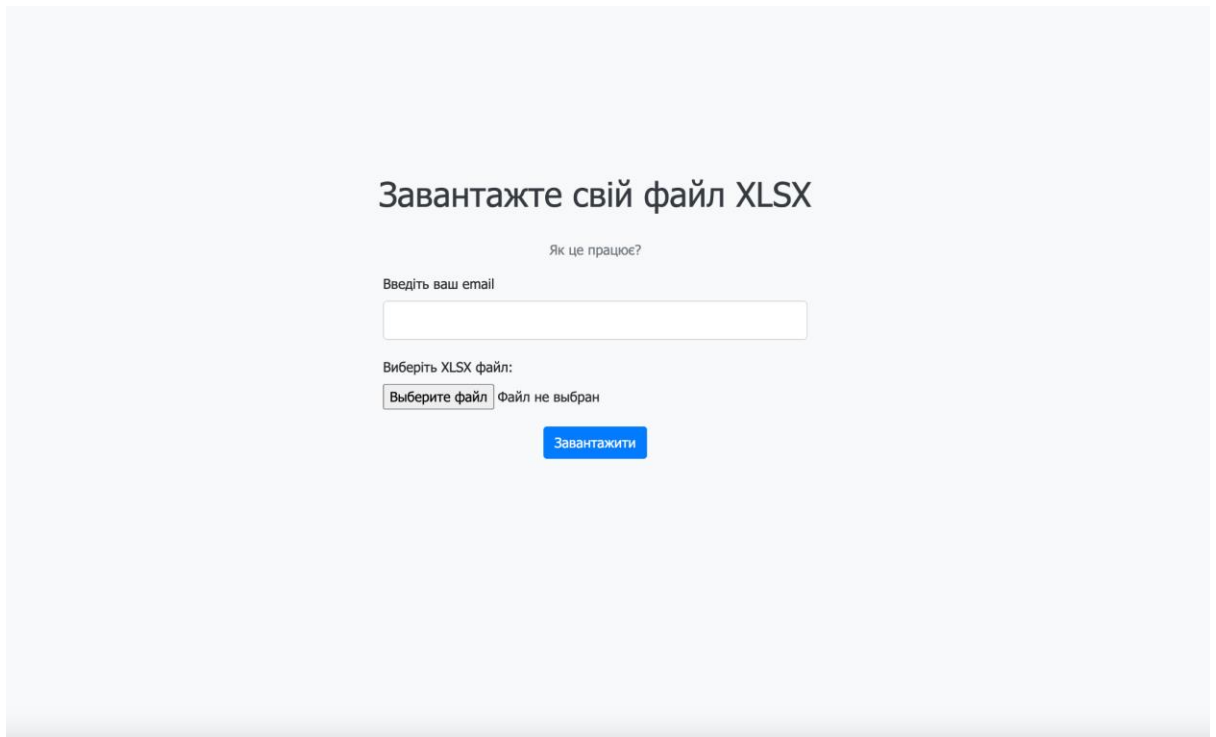 Завантажте свій файл XLSX
Як це працює?
Введіть ваш email
Виберіть XLSX файл:
Выберите файл Файл не выбран
Завантажити